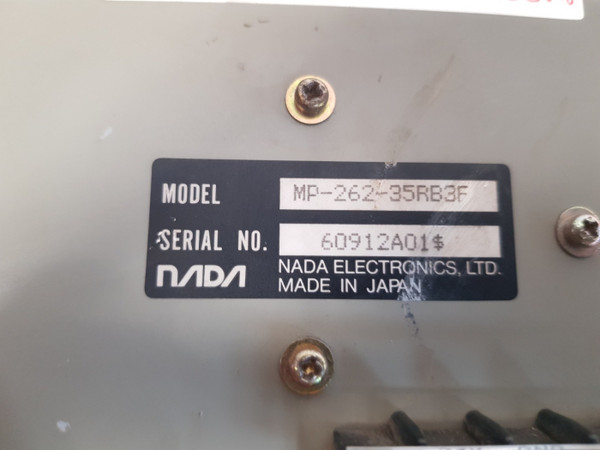 MODEL MP-262-35RB3F
SERIAL NO. 60912A01$
NADA NADA ELECTRONICS, LTD.
MADE IN JAPAN